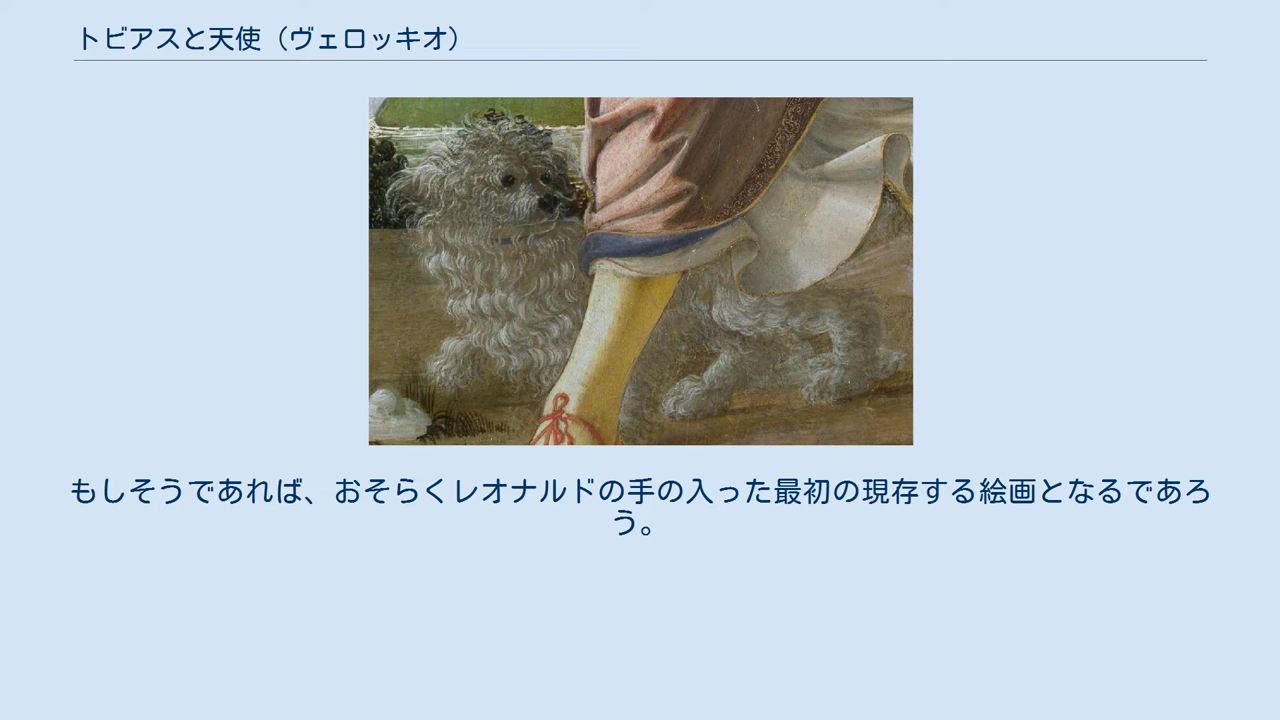 トビアスと天使（ヴェロッキオ）
もしそうであれば、おそらくレオナルドの手の入った最初の現存する絵画となるであろ
う。